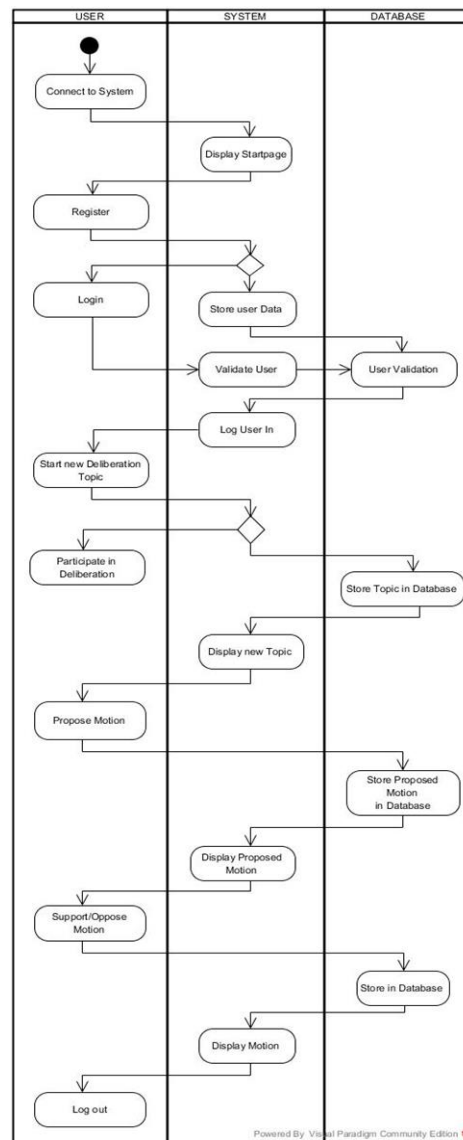 USER
SYSTEM
DATABASE
Connect to System
Display Startpage
Register
Login
Store user Data
Validate User
User Validation
Log User In
Start new Deliberation
Topic
Participate in
Deliberation
Store Topic in Database
Display new Topic
Propose Motion
Store Proposed
Motion
in Database
Display Proposed
Motion
Support/Oppose
Motion
Store in Database
Display Motion
Log out
Powered By Visual Paradigm Community Edition